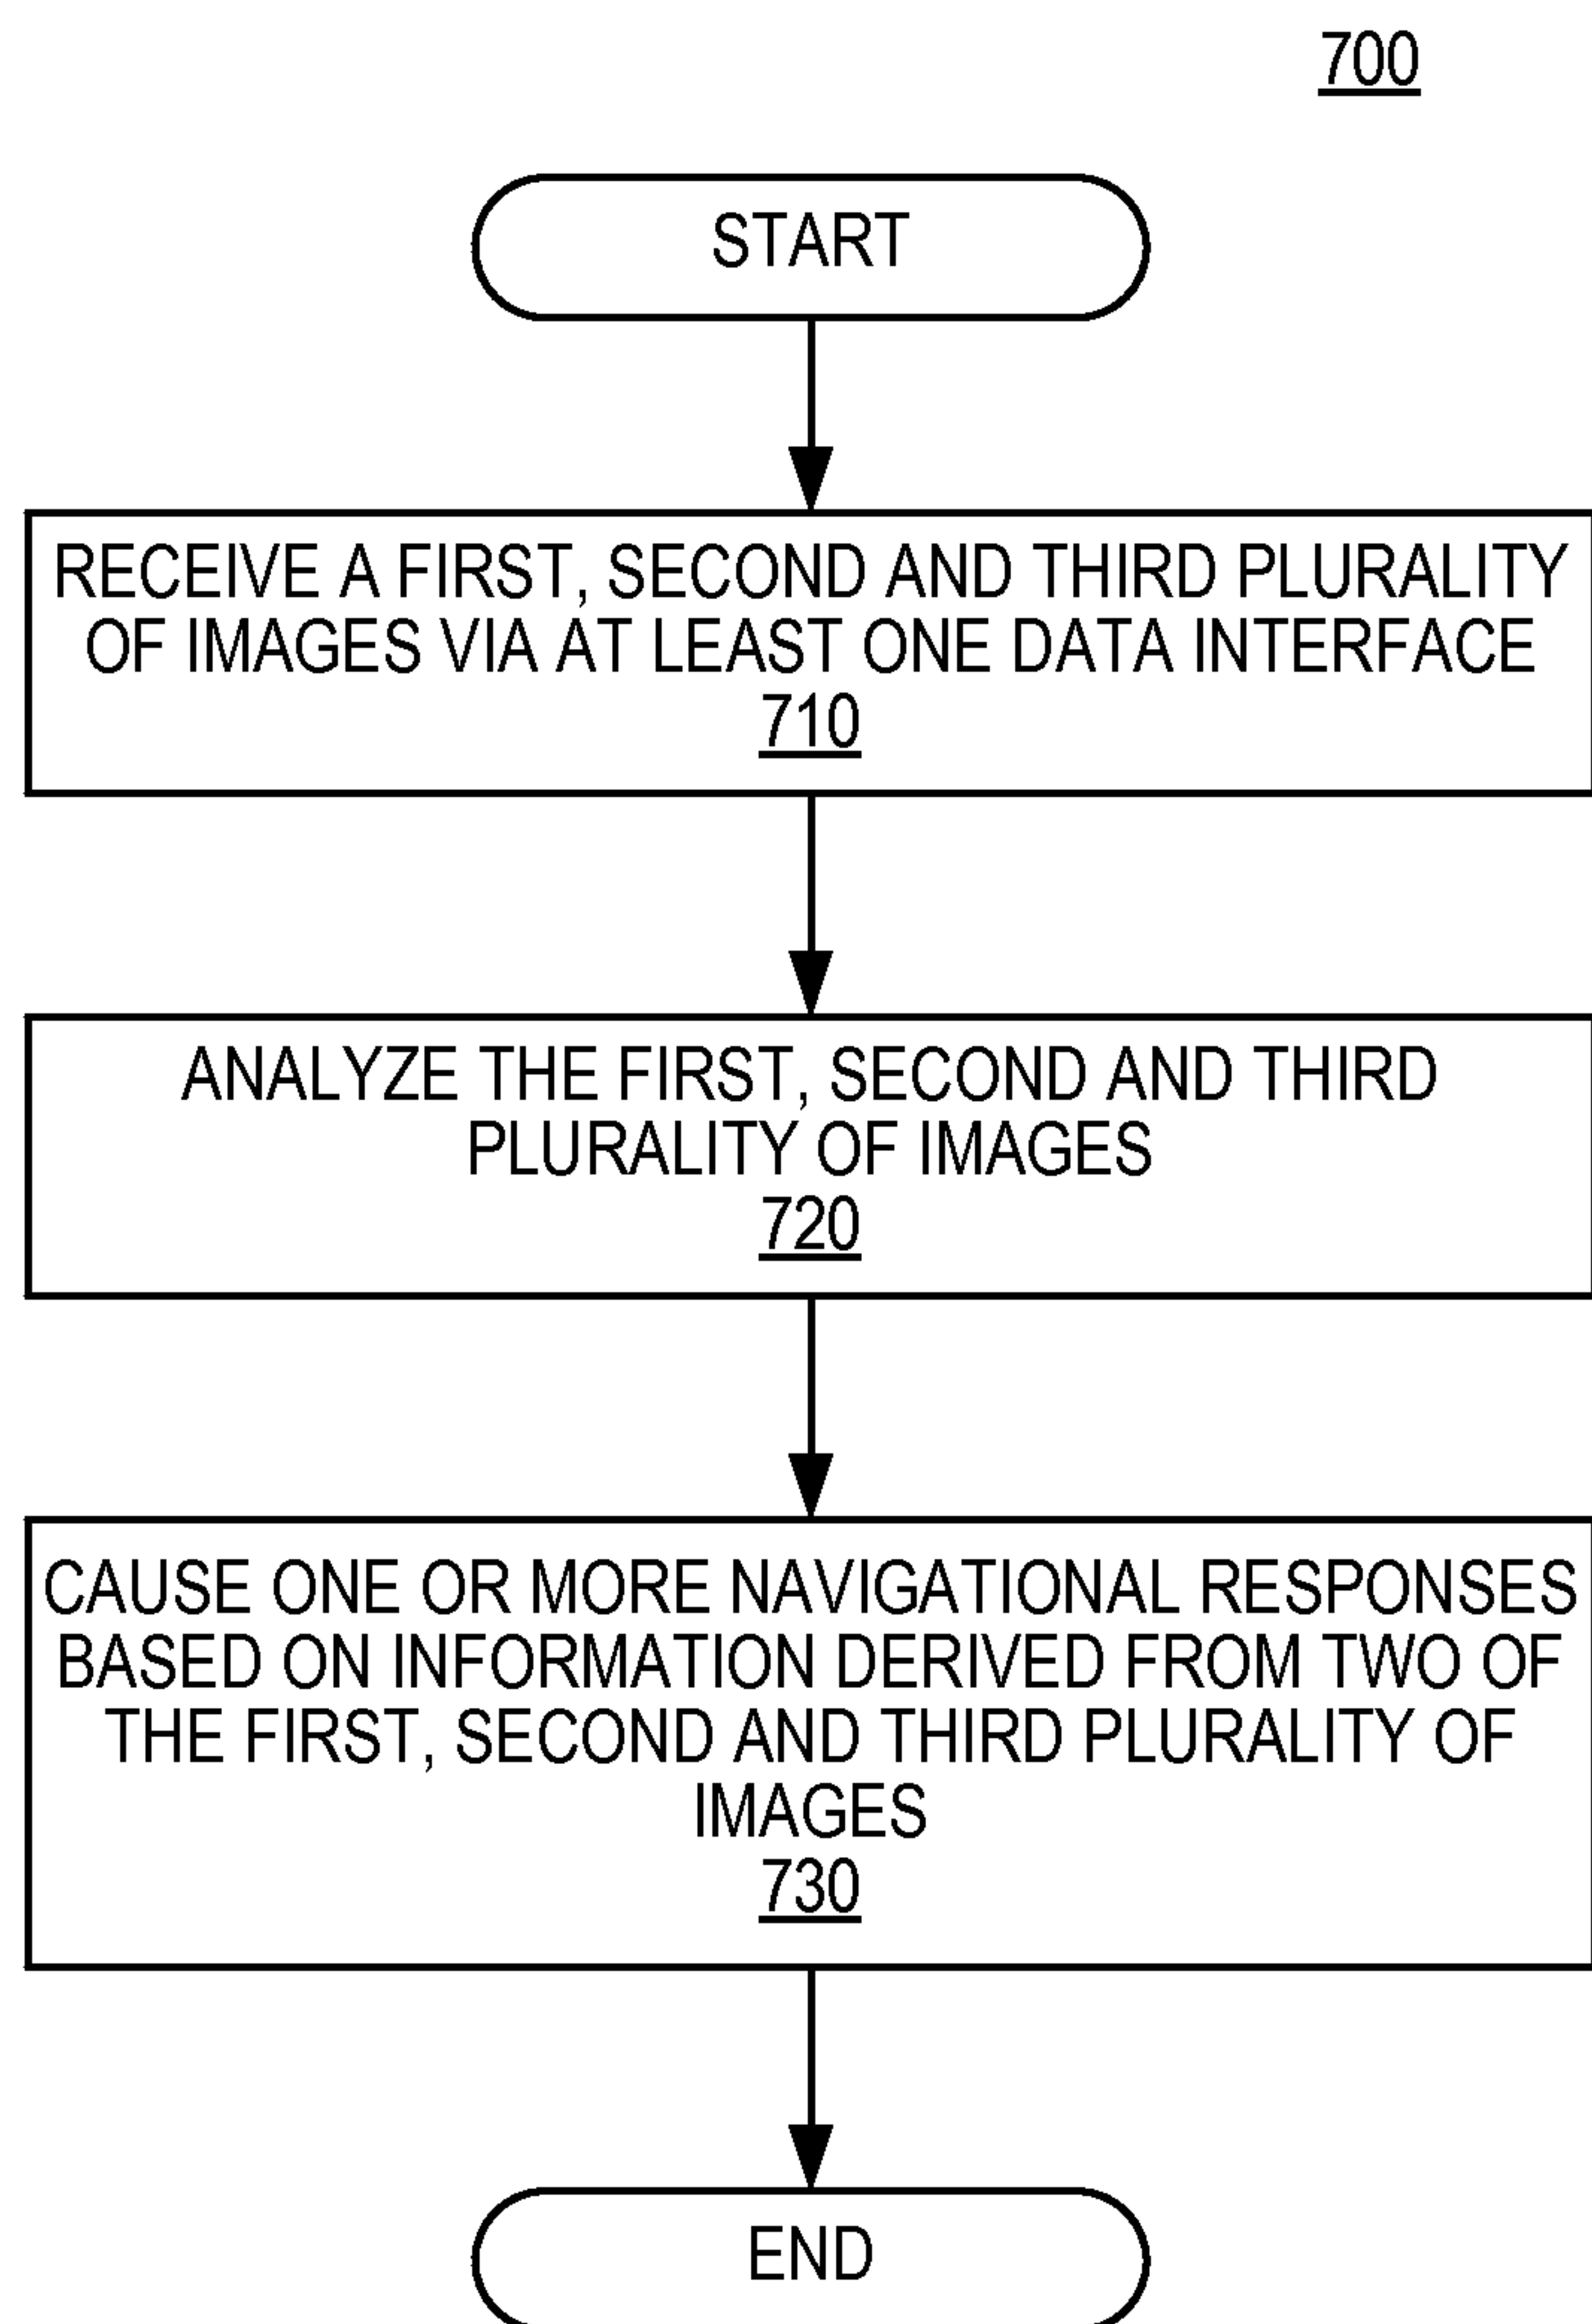 700
START
RECEIVE A FIRST, SECOND AND THIRD PLURALITY
OF IMAGES VIA AT LEAST ONE DATA INTERFACE
710
ANALYZE THE FIRST, SECOND AND THIRD
PLURALITY OF IMAGES
720
CAUSE ONE OR MORE NAVIGATIONAL RESPONSES
BASED ON INFORMATION DERIVED FROM TWO OF
THE FIRST, SECOND AND THIRD PLURALITY OF
IMAGES
730
END